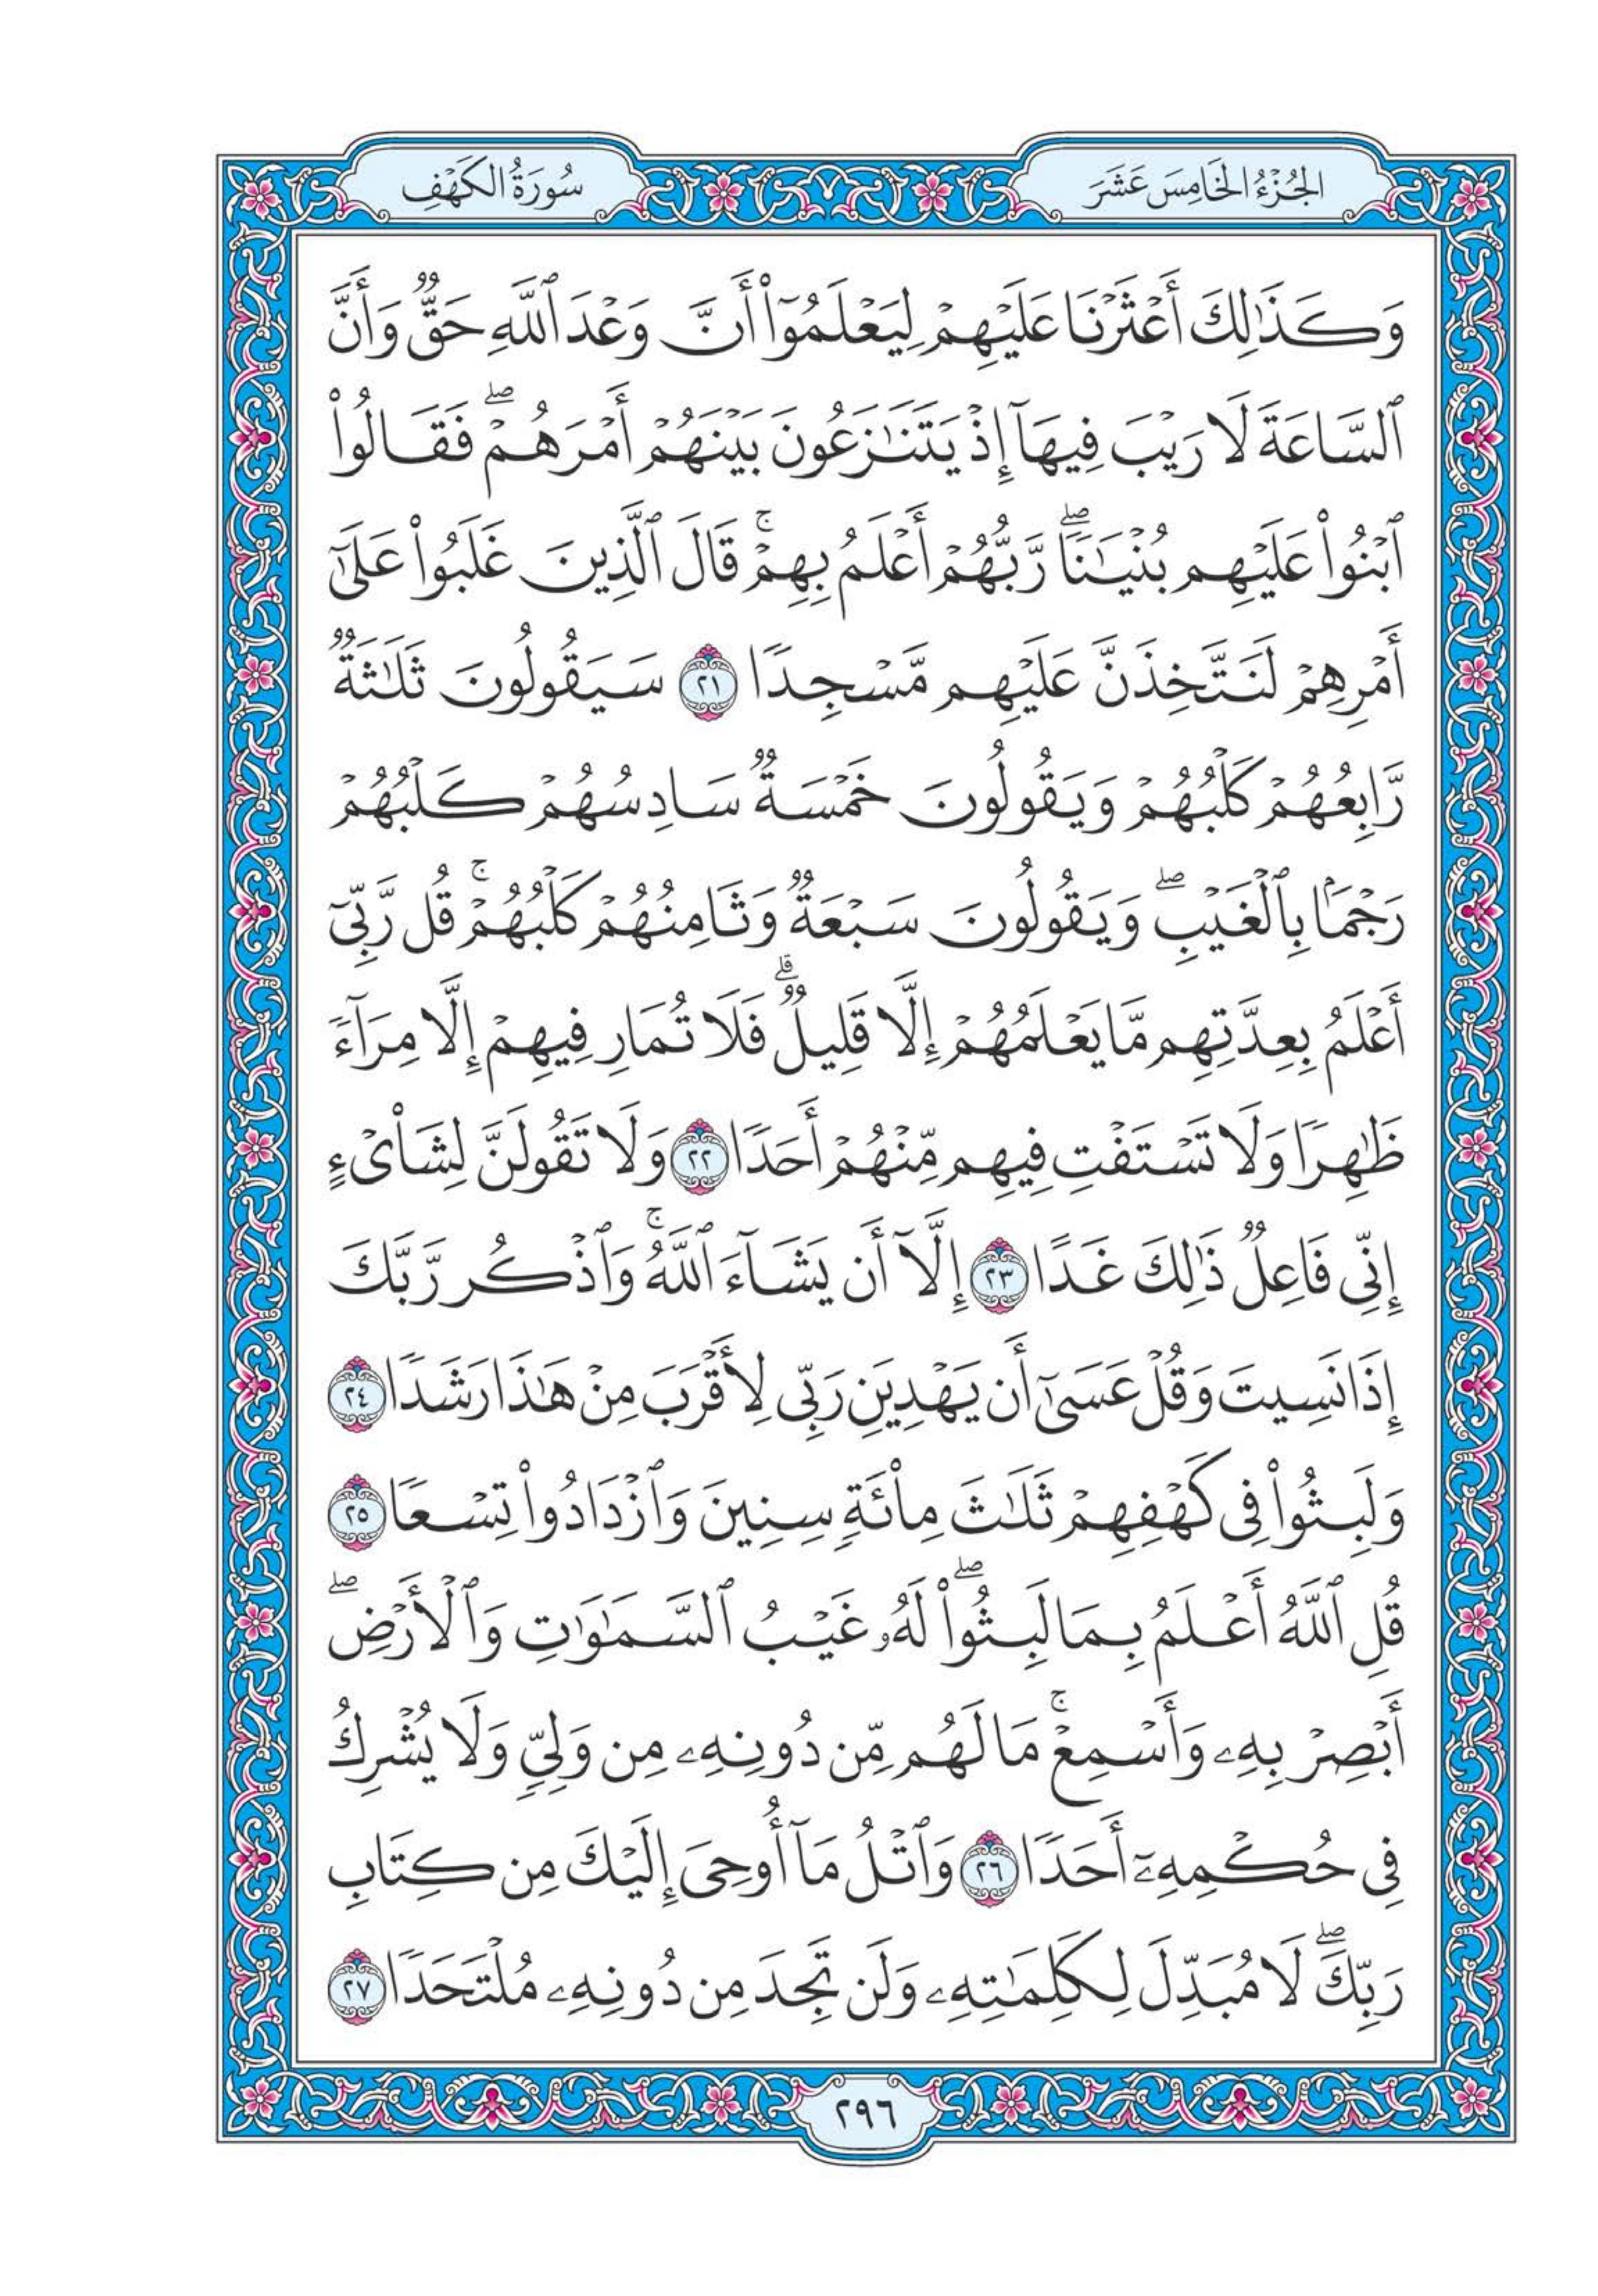 الجُزْءُ الخَامِسَ عَشَرَ
سُورَةُ الكَهْفِ
وَكَذَٰلِكَ أَعْثَرْنَا عَلَيْهِمْ لِيَعْلَمُوٓاْ أَنَّ وَعْدَ ٱللَّهِ حَقٌّ وَأَنَّ
ٱلسَّاعَةَ لَا رَيْبَ فِيهَآ إِذْ يَتَنَٰزَعُونَ بَيْنَهُمْ أَمْرَهُمْۖ فَقَالُواْ
ٱبْنُواْ عَلَيْهِم بُنْيَٰنًاۖ رَّبُّهُمْ أَعْلَمُ بِهِمْۚ قَالَ ٱلَّذِينَ غَلَبُواْ عَلَىٰٓ
أَمْرِهِمْ لَنَتَّخِذَنَّ عَلَيْهِم مَّسْجِدًا ٢١ سَيَقُولُونَ ثَلَٰثَةٌ
رَّابِعُهُمْ كَلْبُهُمْ وَيَقُولُونَ خَمْسَةٌ سَادِسُهُمْ كَلْبُهُمْ
رَجْمًۢا بِٱلْغَيْبِۖ وَيَقُولُونَ سَبْعَةٌ وَثَامِنُهُمْ كَلْبُهُمْۚ قُل رَّبِّىٓ
أَعْلَمُ بِعِدَّتِهِم مَّا يَعْلَمُهُمْ إِلَّا قَلِيلٌۗ فَلَا تُمَارِ فِيهِمْ إِلَّا مِرَآءً
ظَٰهِرًا وَلَا تَسْتَفْتِ فِيهِم مِّنْهُمْ أَحَدًا ٢٢ وَلَا تَقُولَنَّ لِشَاْىْءٍ
إِنِّى فَاعِلٌ ذَٰلِكَ غَدًا ٢٣ إِلَّآ أَن يَشَآءَ ٱللَّهُۚ وَٱذْكُر رَّبَّكَ
إِذَا نَسِيتَ وَقُلْ عَسَىٰٓ أَن يَهْدِيَنِ رَبِّى لِأَقْرَبَ مِنْ هَٰذَا رَشَدًا ٢٤
وَلَبِثُواْ فِى كَهْفِهِمْ ثَلَٰثَ مِاْئَةٍ سِنِينَ وَٱزْدَادُواْ تِسْعًا ٢٥
قُلِ ٱللَّهُ أَعْلَمُ بِمَا لَبِثُواْۖ لَهُۥ غَيْبُ ٱلسَّمَٰوَٰتِ وَٱلْأَرْضِۖ
أَبْصِرْ بِهِۦ وَأَسْمِعْۚ مَا لَهُم مِّن دُونِهِۦ مِن وَلِىٍّ وَلَا يُشْرِكُ
فِى حُكْمِهِۦٓ أَحَدًا ٢٦ وَٱتْلُ مَآ أُوحِىَ إِلَيْكَ مِن كِتَابِ
رَبِّكَۖ لَا مُبَدِّلَ لِكَلِمَٰتِهِۦ وَلَن تَجِدَ مِن دُونِهِۦ مُلْتَحَدًا ٢٧
٢٩٦